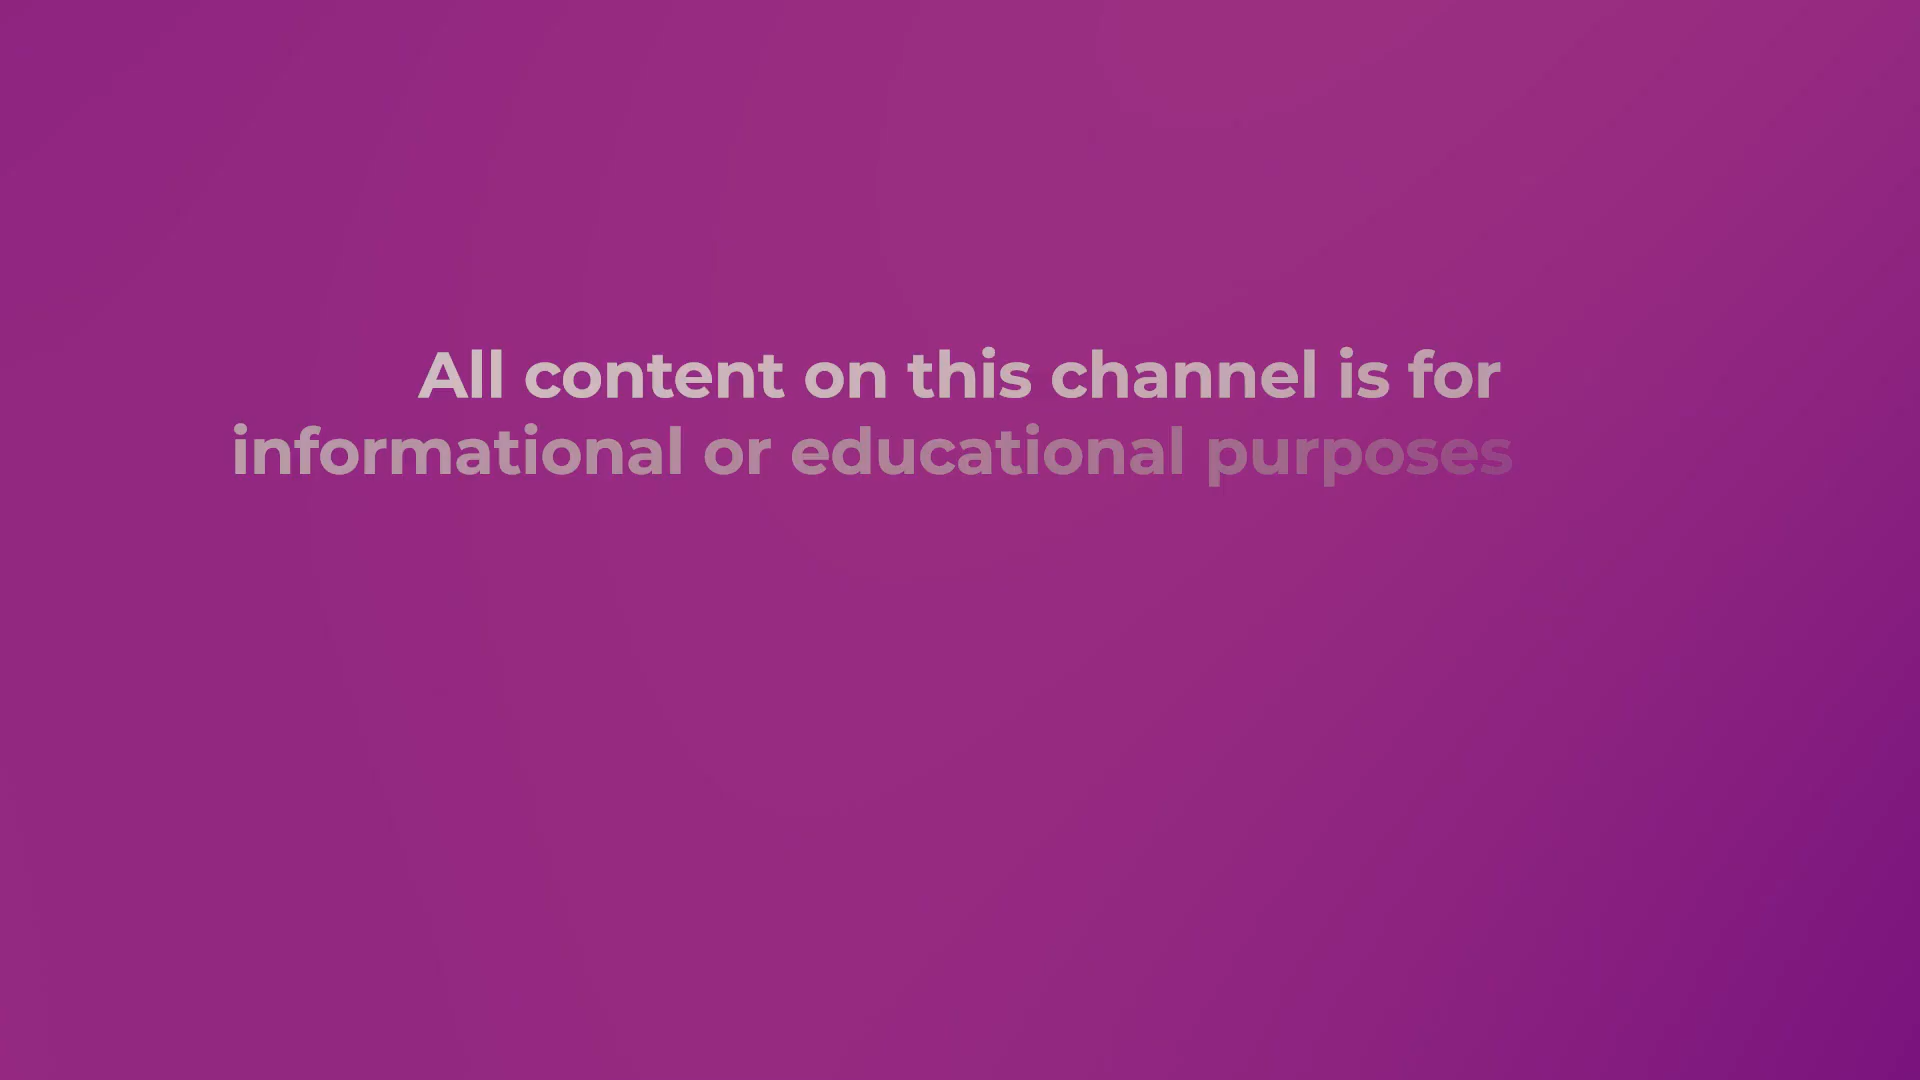 All content on this channel is for
informational or educational purposes